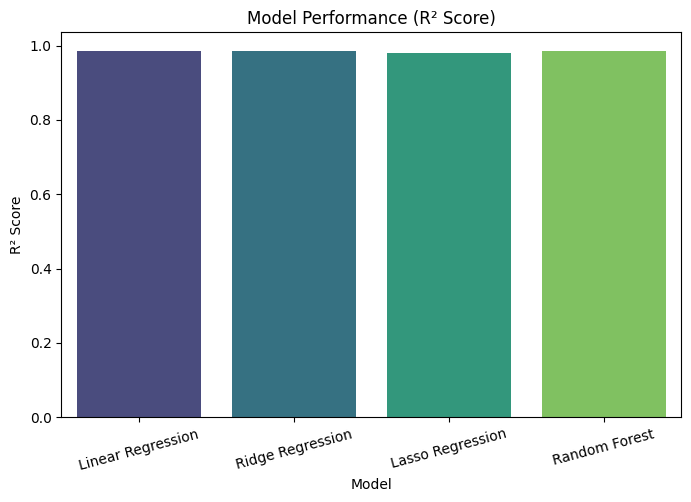 Model Performance (R² Score)
1.0
0.8
0.6
0.4
0.2
0.0
R² Score
Linear Regression
Ridge Regression
Lasso Regression
Random Forest
Model